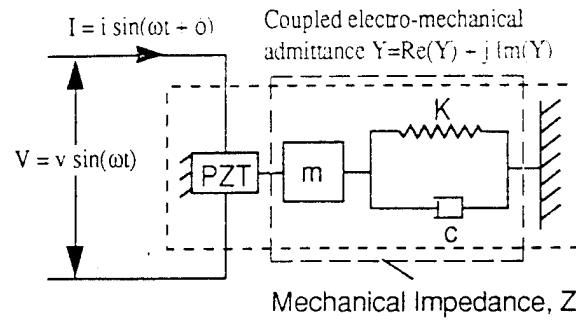 I = i sin(ωt + φ)
Coupled electro-mechanical
admittance Y=Re(Y) + j Im(Y)
V = v sin(ωt)
PZT
m
K
c
Mechanical Impedance, Z